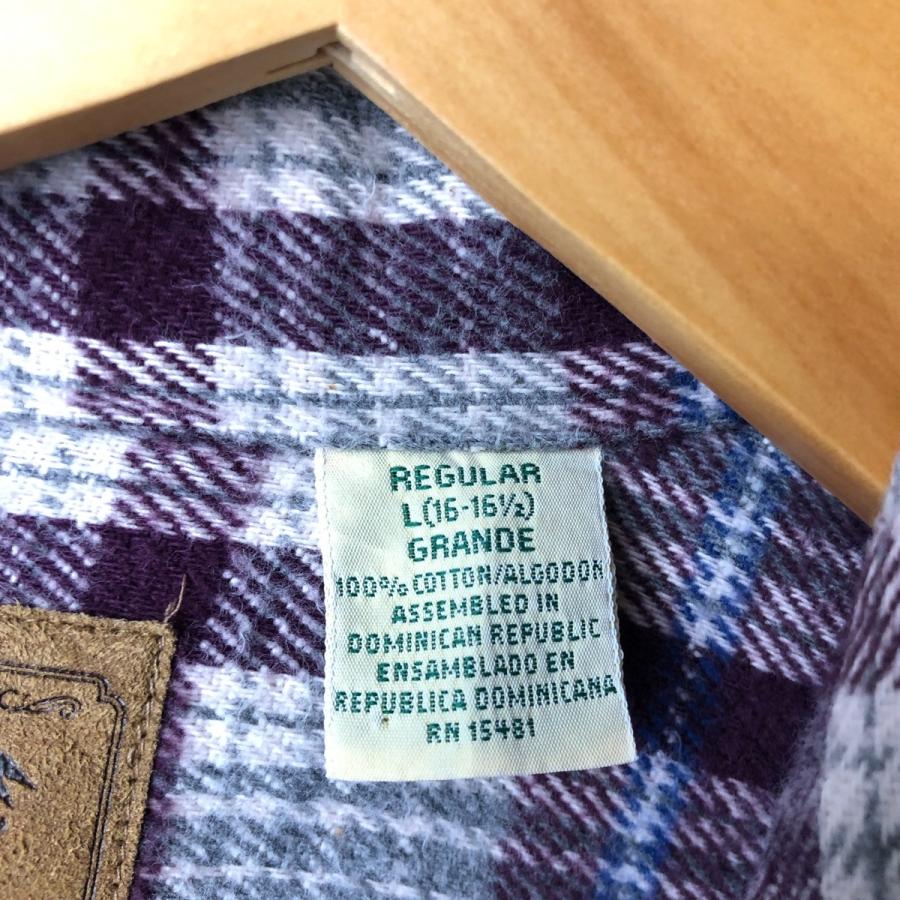 REGULAR
L(16-16½)
GRANDE
100% COTTON/ALGODON
ASSEMBLED IN
DOMINICAN REPUBLIC
ENSAMBLADO EN
REPUBLICA DOMINICANA
RN 15481